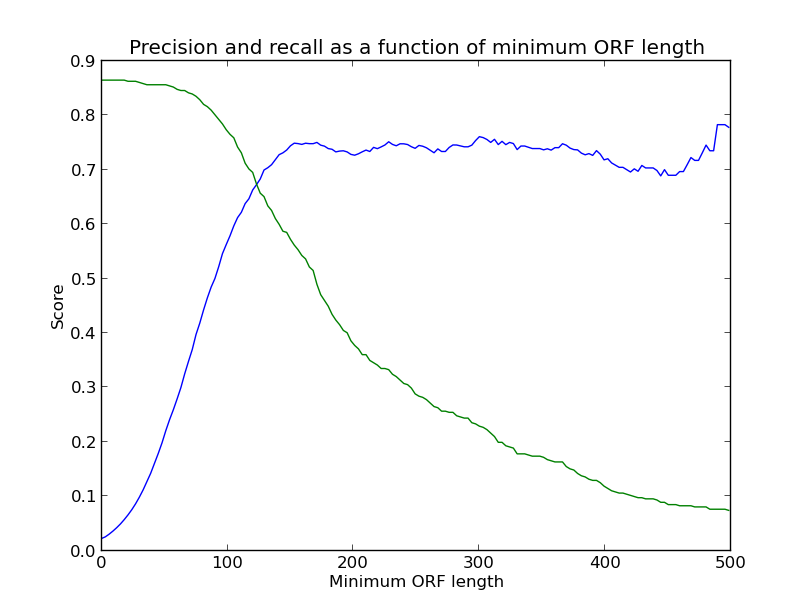 Precision and recall as a function of minimum ORF length
0.9
0.8
0.7
0.6
0.5
0.4
0.3
0.2
0.1
0.0
Score
0 100 200 300 400 500
Minimum ORF length